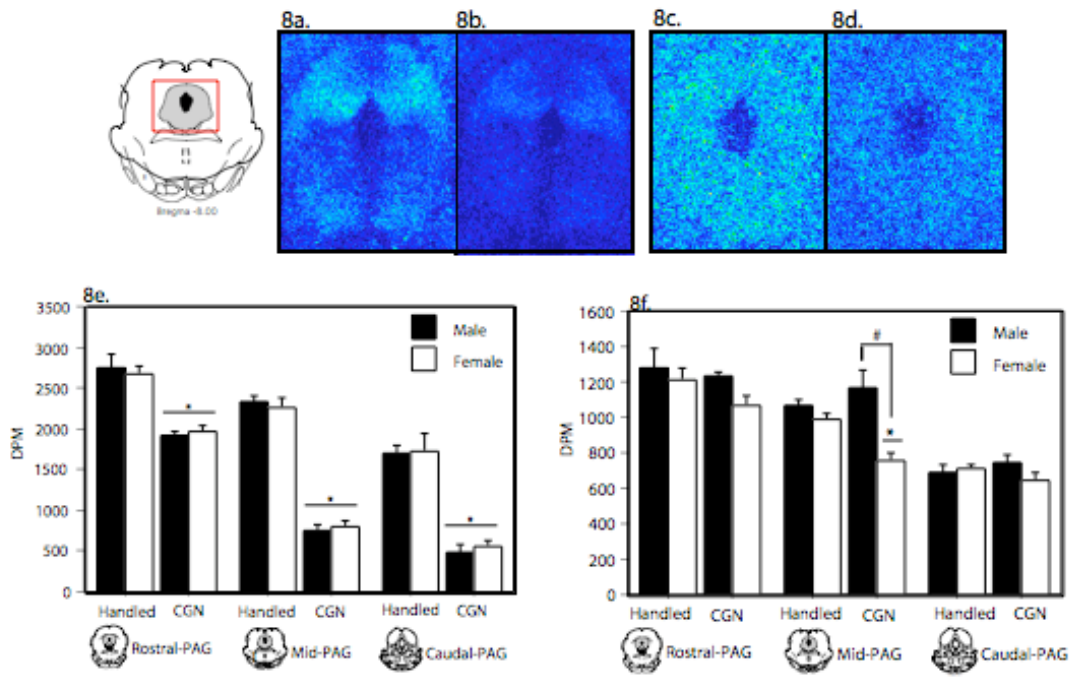 8a.
8b.
8c.
8d.
Bregma -8.00
8e.
3500
3000
2500
2000
1500
1000
500
0
DPM
Male
Female
*
*
*
Handled CGN Handled CGN Handled CGN
Rostral-PAG Mid-PAG Caudal-PAG
8f.
1600
1400
1200
1000
800
600
400
200
0
DPM
Male
Female
#
*
Handled CGN Handled CGN Handled CGN
Rostral-PAG Mid-PAG Caudal-PAG